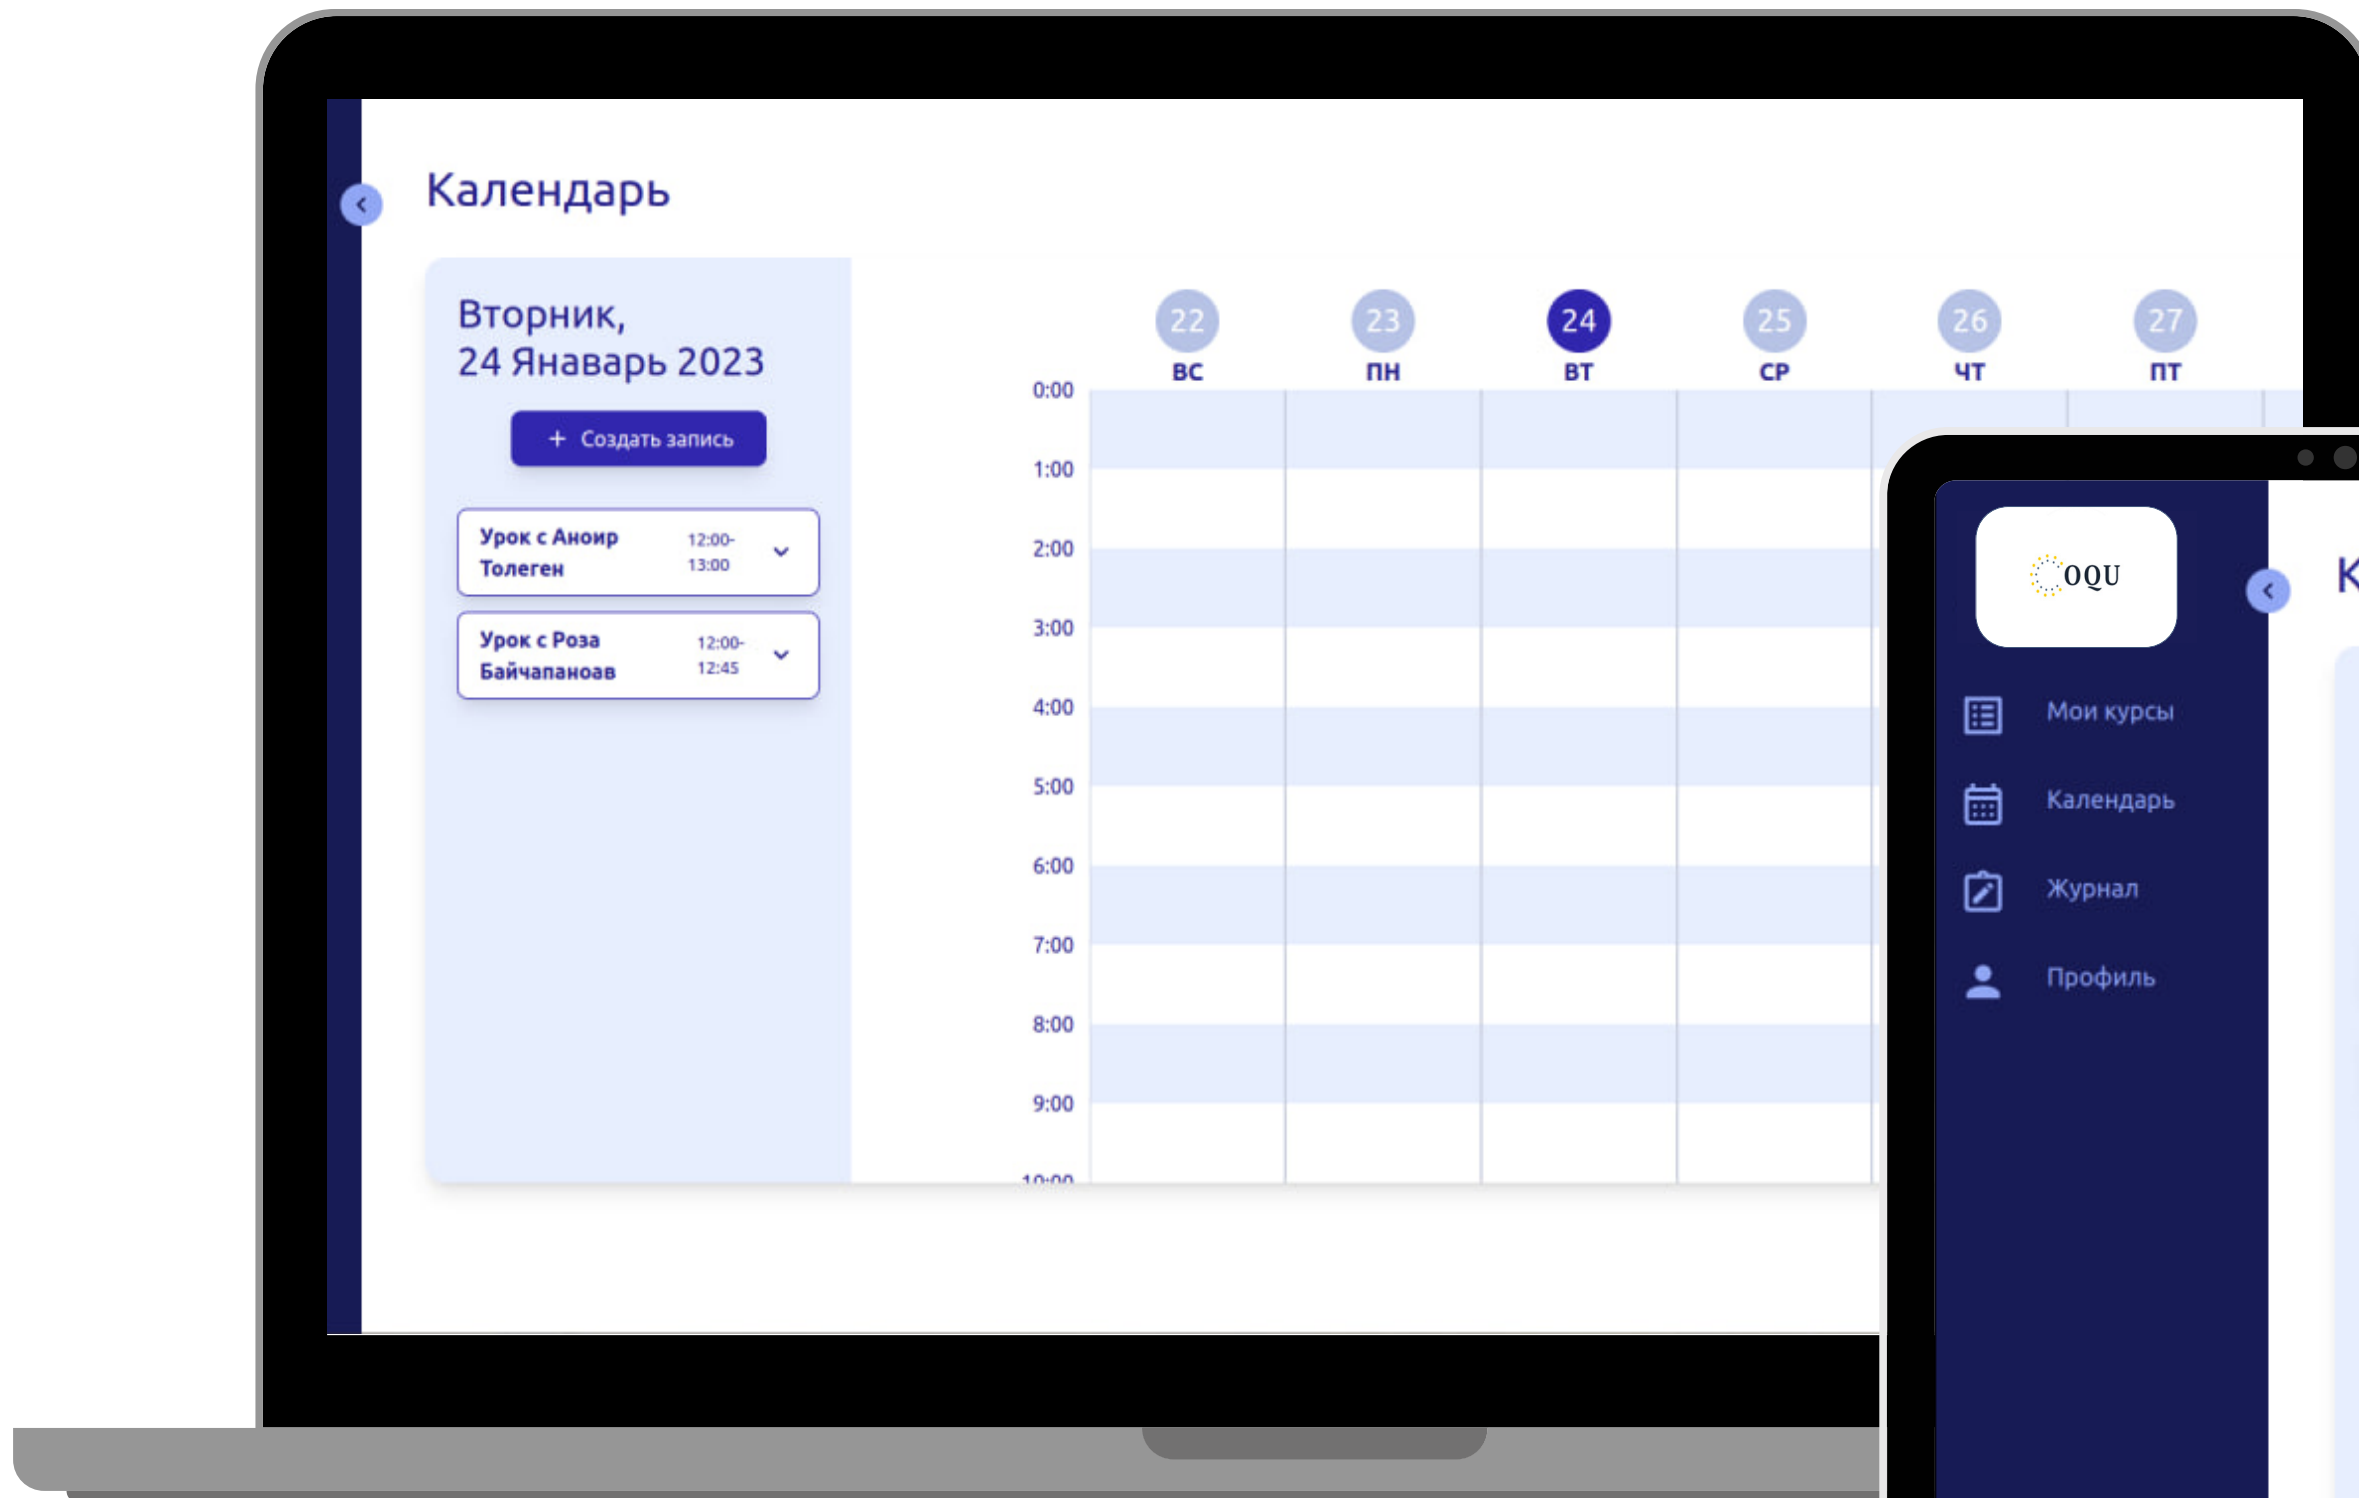 Календарь
Вторник,
24 Январь 2023
+ Создать запись
Урок с Аноир
Толеген
12:00-
13:00
Урок с Роза
Байчапаноав
12:00-
12:45
22 23 24 25 26 27
ВС ПН ВТ СР ЧТ ПТ
0:00
1:00
2:00
3:00
4:00
5:00
6:00
7:00
8:00
9:00
10:00
OQU
К
Мои курсы
Календарь
Журнал
Профиль